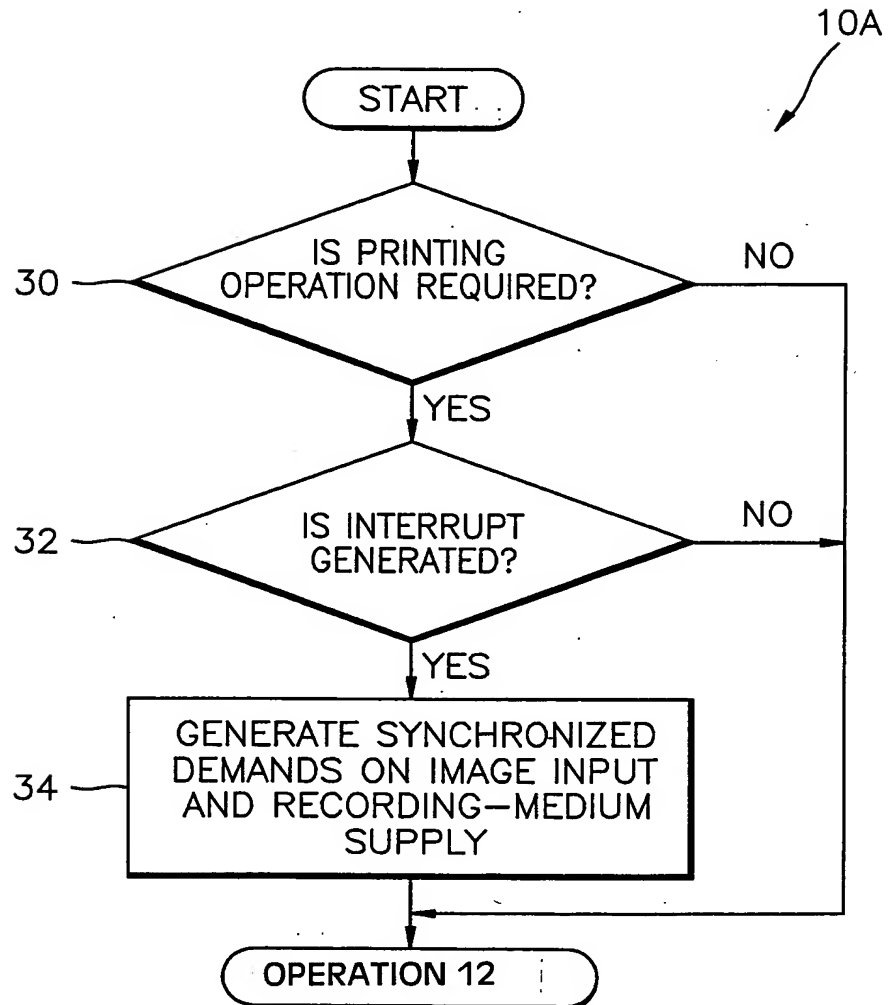 10A
START
30
IS PRINTING
OPERATION REQUIRED?
NO
YES
32
IS INTERRUPT
GENERATED?
NO
YES
34
GENERATE SYNCHRONIZED
DEMANDS ON IMAGE INPUT
AND RECORDING-MEDIUM
SUPPLY
OPERATION 12